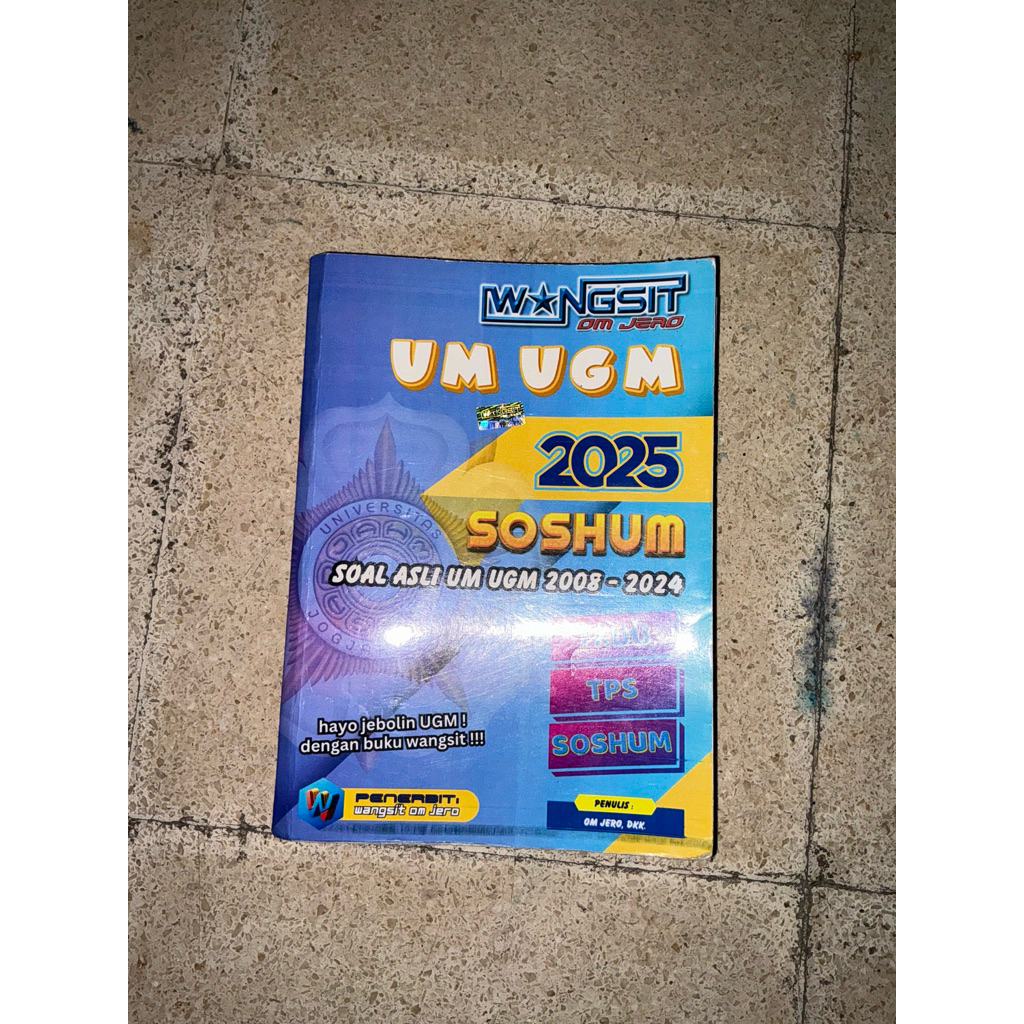 WANGSIT
OM JERO
UM UGM
2025
SOSHUM
SOAL ASLI UM UGM 2008 - 2024
UNIVERSITAS
TPS
SOSHUM
hayo jebolin UGM !
dengan buku wangsit !!!
PENERBIT:
wangsit om jero
PENULIS :
OM JERO, DKK.